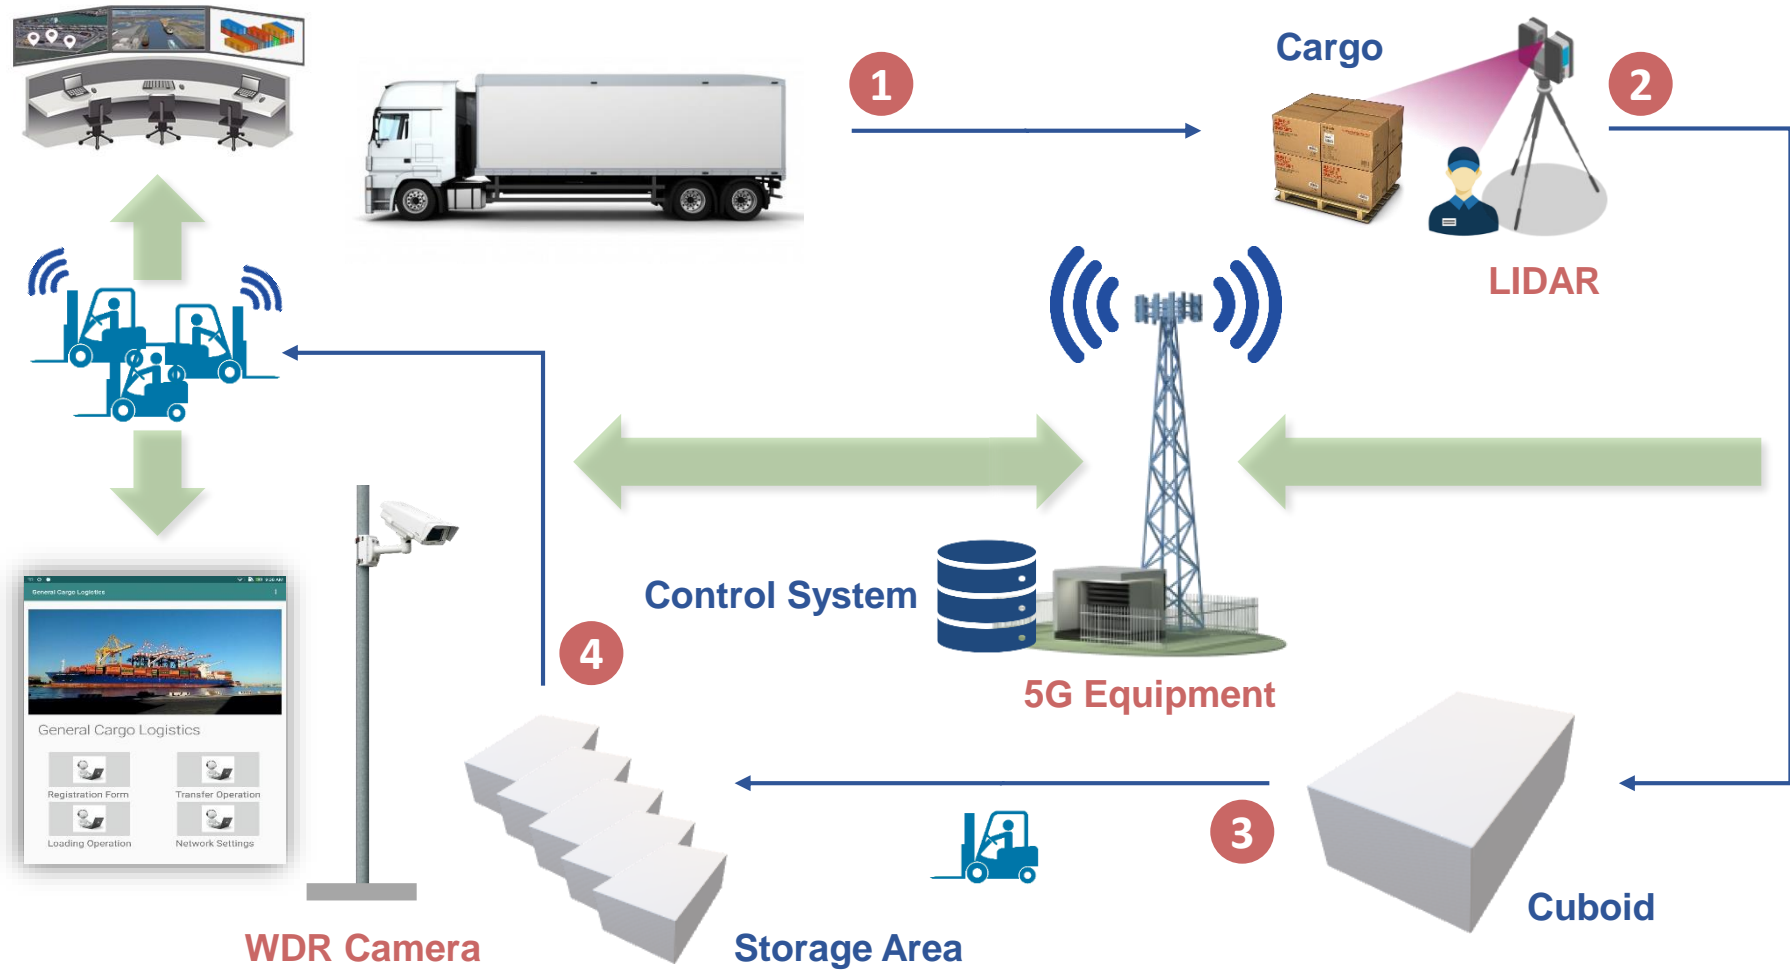 Cargo
1
2
LIDAR
General Cargo Logistics
Control System
4
5G Equipment
General Cargo Logistics
Registration Form
Transfer Operation
Loading Operation
Network Settings
3
Cuboid
WDR Camera
Storage Area